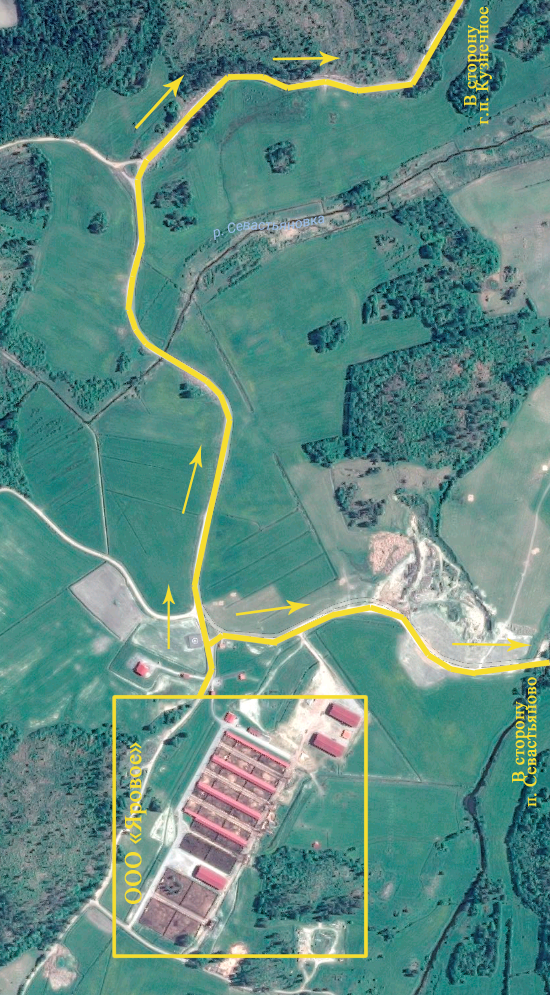 В сторону
г.п. Кузнечное
р. Севастьяновка
ООО «Яровое»
В сторону
п. Севастьяново